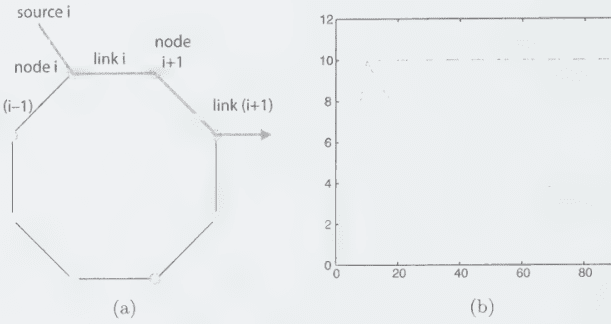 source i
node i
link i
node
i+1
(i−1)
link (i+1)
(a)
12
10
8
6
4
2
0
0
20
40
60
80
(b)